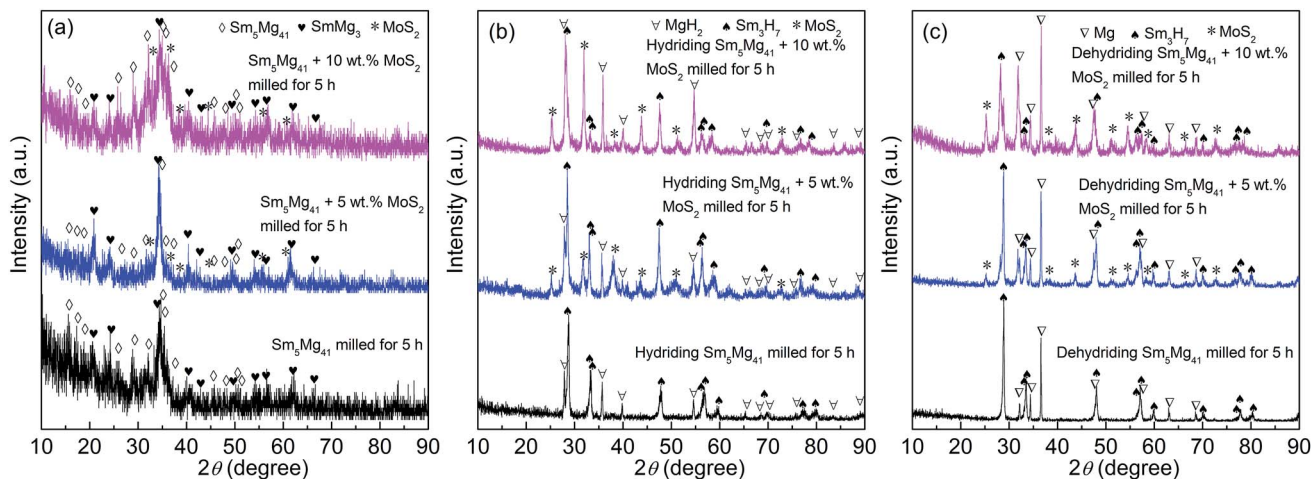 (a)
◇ Sm₅Mg₄₁ ♥ SmMg₃ * MoS₂
Sm₅Mg₄₁ + 10 wt.% MoS₂
milled for 5 h
Sm₅Mg₄₁ + 5 wt.% MoS₂
milled for 5 h
Sm₅Mg₄₁ milled for 5 h
Intensity (a.u.)
10 20 30 40 50 60 70 80 90
2θ (degree)
(b)
MgH₂ ♠ Sm₃H₇ * MoS₂
Hydriding Sm₅Mg₄₁ + 10 wt.%
MoS₂ milled for 5 h
Hydriding Sm₅Mg₄₁ + 5 wt.%
MoS₂ milled for 5 h
Hydriding Sm₅Mg₄₁ milled for 5 h
Intensity (a.u.)
10 20 30 40 50 60 70 80 90
2θ (degree)
(c)
▽ Mg ♠ Sm₃H₇ * MoS₂
Dehydriding Sm₅Mg₄₁ + 10 wt.%
MoS₂ milled for 5 h
Dehydriding Sm₅Mg₄₁ + 5 wt.%
MoS₂ milled for 5 h
Dehydriding Sm₅Mg₄₁ milled for 5 h
Intensity (a.u.)
10 20 30 40 50 60 70 80 90
2θ (degree)